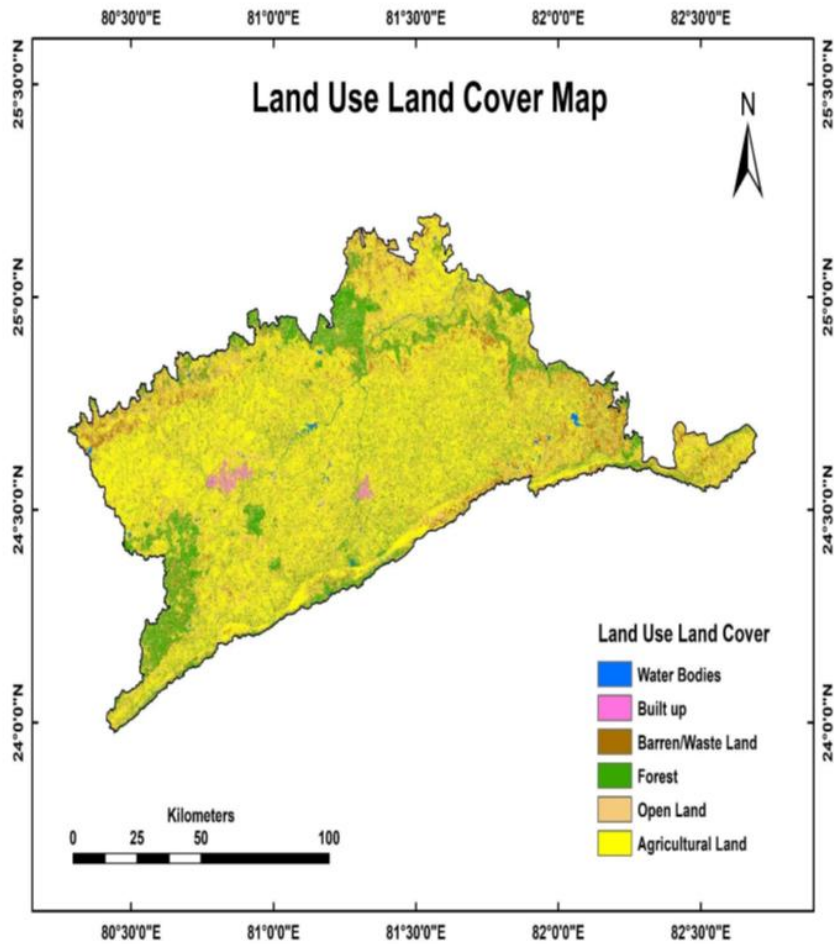 80°30'0"E 81°0'0"E 81°30'0"E 82°0'0"E 82°30'0"E
Land Use Land Cover Map
N
25°30'0"N 25°30'0"N
25°0'0"N 25°0'0"N
24°30'0"N 24°30'0"N
24°0'0"N 24°0'0"N
Land Use Land Cover
Water Bodies
Built up
Barren/Waste Land
Forest
Open Land
Agricultural Land
Kilometers
0 25 50 100
80°30'0"E 81°0'0"E 81°30'0"E 82°0'0"E 82°30'0"E